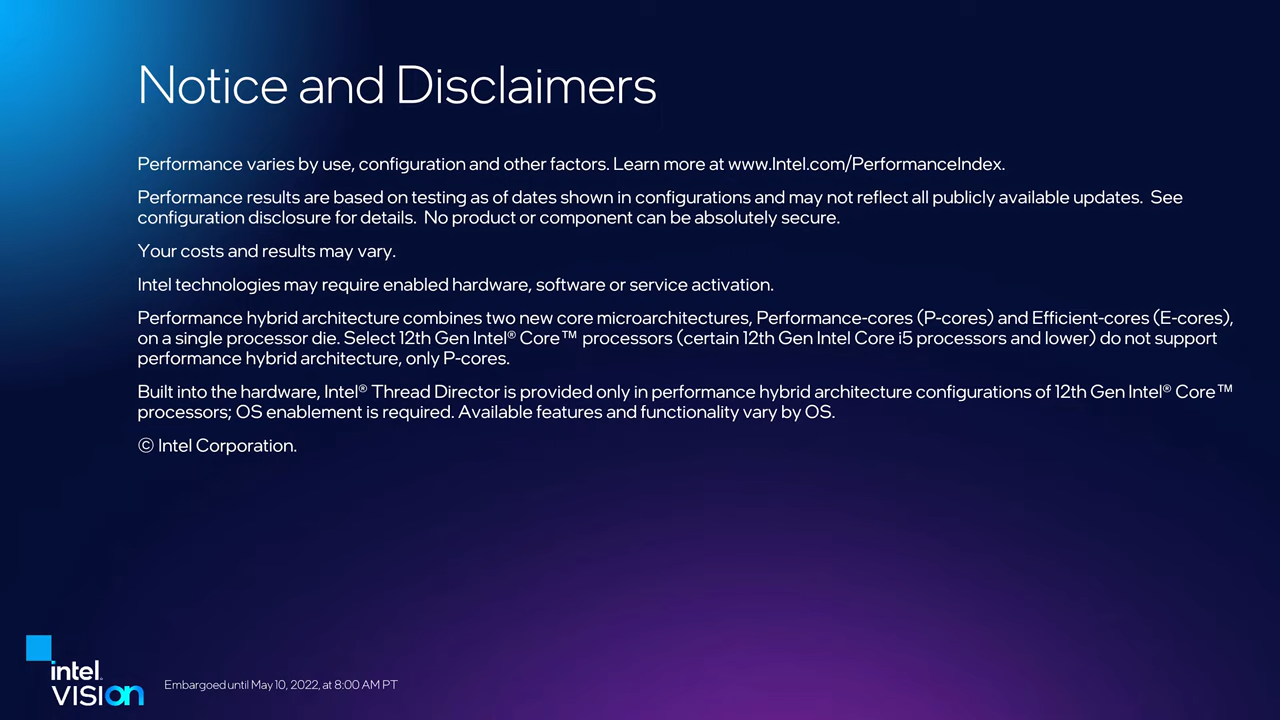 Notice and Disclaimers
Performance varies by use, configuration and other factors. Learn more at www.Intel.com/PerformanceIndex.
Performance results are based on testing as of dates shown in configurations and may not reflect all publicly available updates.  See
configuration disclosure for details.  No product or component can be absolutely secure.
Your costs and results may vary.
Intel technologies may require enabled hardware, software or service activation.
Performance hybrid architecture combines two new core microarchitectures, Performance-cores (P-cores) and Efficient-cores (E-cores),
on a single processor die. Select 12th Gen Intel® Core™ processors (certain 12th Gen Intel Core i5 processors and lower) do not support
performance hybrid architecture, only P-cores.
Built into the hardware, Intel® Thread Director is provided only in performance hybrid architecture configurations of 12th Gen Intel® Core™
processors; OS enablement is required. Available features and functionality vary by OS.
© Intel Corporation.
intel.
VISION
Embargoed until May 10, 2022, at 8:00 AM PT